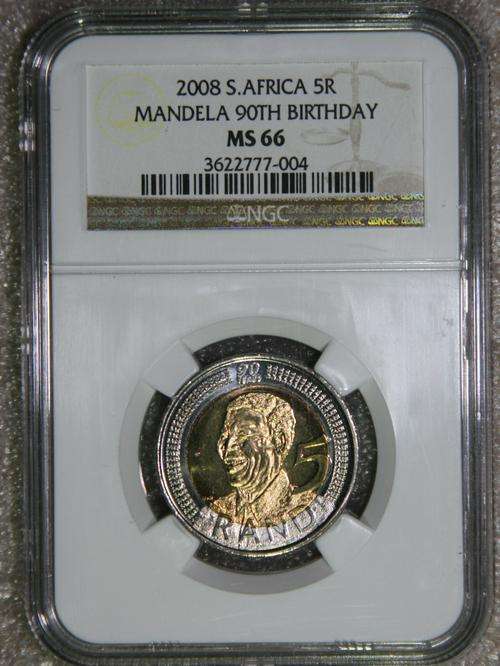 2008 S.AFRICA 5R
MANDELA 90TH BIRTHDAY
MS 66
3622777-004
NGC
90
5
RAND